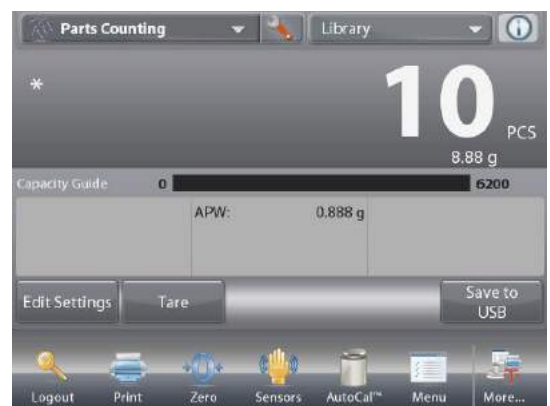 Parts Counting
Library
*
10
PCS
8.88 g
Capacity Guide 0 6200
APW: 0.888 g
Edit Settings Tare Save to
USB
Logout Print Zero Sensors AutoCal™ Menu More...